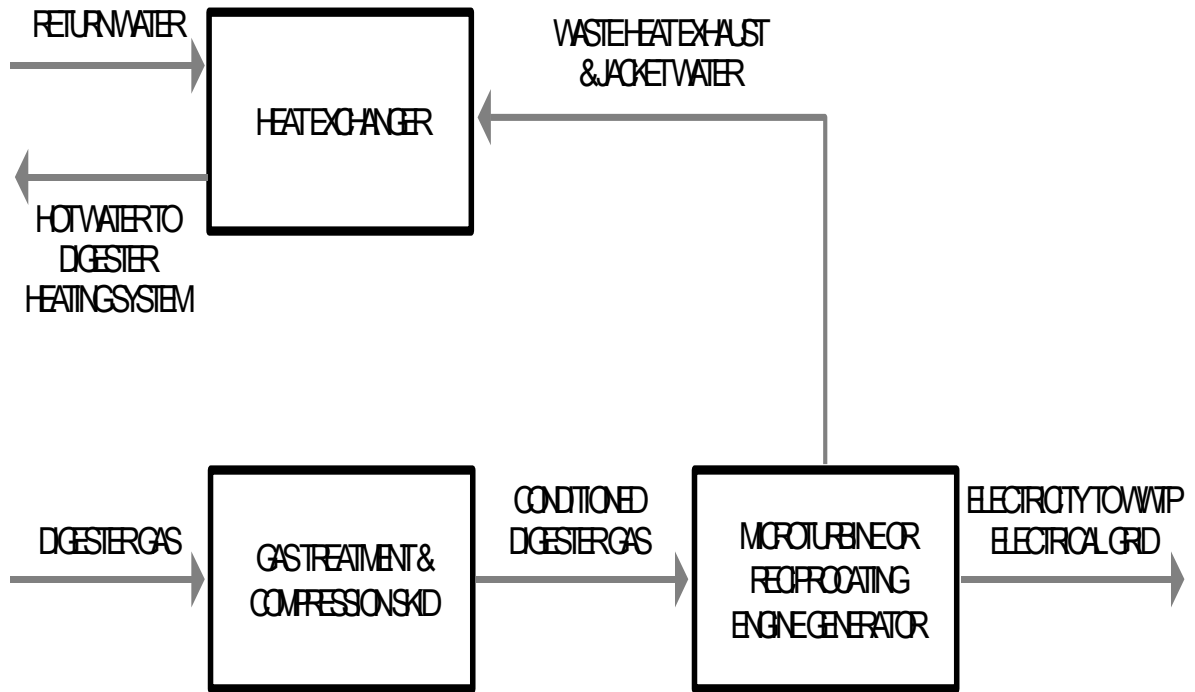 RETURN WATER
WASTE HEAT EXHAUST
& JACKET WATER
HEAT EXCHANGER
HOT WATER TO
DIGESTER
HEATING SYSTEM
DIGESTER GAS
GAS TREATMENT &
COMPRESSION SKID
CONDITIONED
DIGESTER GAS
MICROTURBINE OR
RECIPROCATING
ENGINE GENERATOR
ELECTRICITY TO WWTP
ELECTRICAL GRID